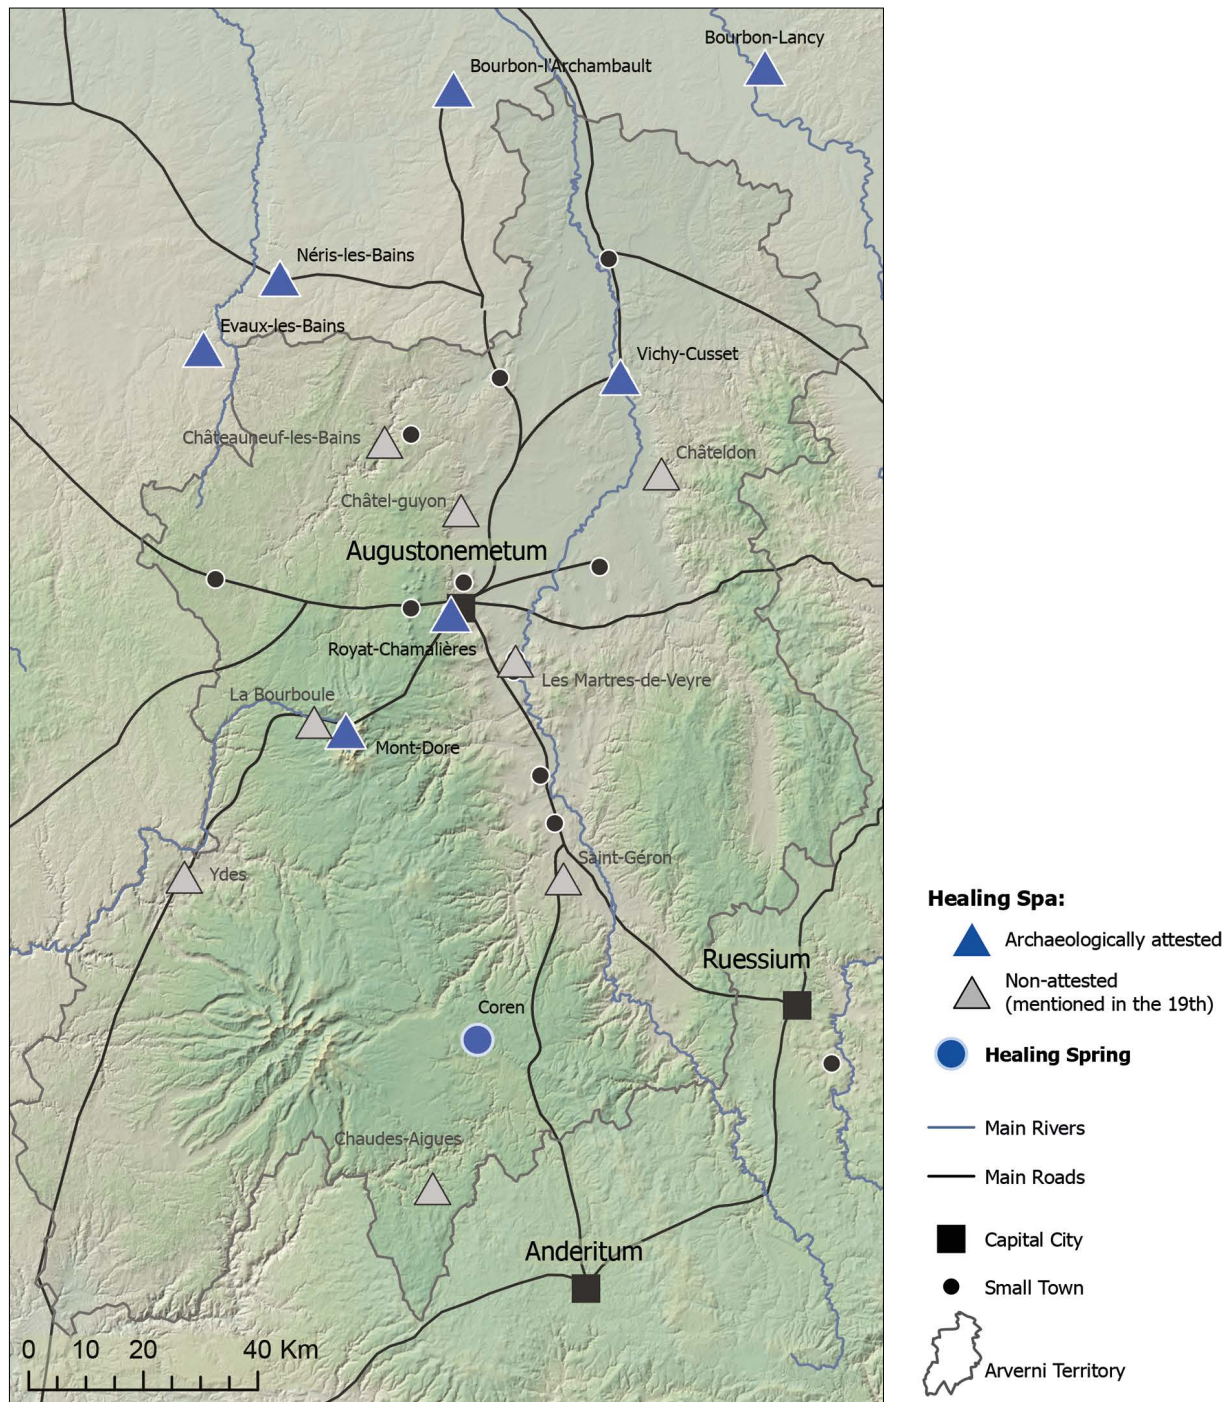 Bourbon-Lancy
Bourbon-l'Archambault
Néris-les-Bains
Evaux-les-Bains
Vichy-Cusset
Châteauneuf-les-Bains
Châteldon
Châtel-guyon
Augustonemetum
Royat-Chamalières
Les Martres-de-Veyre
La Bourboule
Mont-Dore
Saint-Géron
Ydes
Ruessium
Coren
Chaudes-Aigues
Anderitum
0 10 20 40 Km
Healing Spa:
Archaeologically attested
Non-attested
(mentioned in the 19th)
Healing Spring
Main Rivers
Main Roads
Capital City
Small Town
Arverni Territory